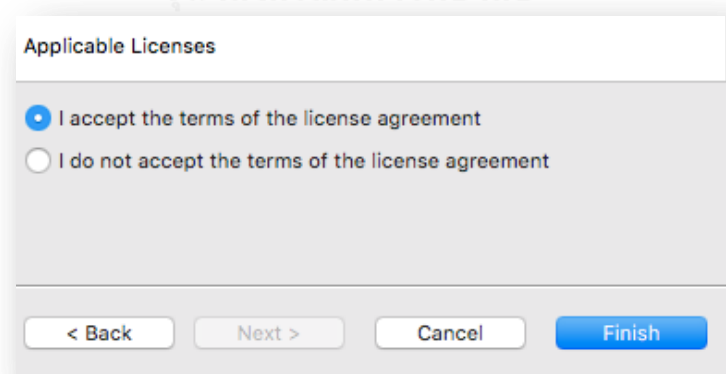 Applicable Licenses
I accept the terms of the license agreement
I do not accept the terms of the license agreement
< Back Next > Cancel Finish